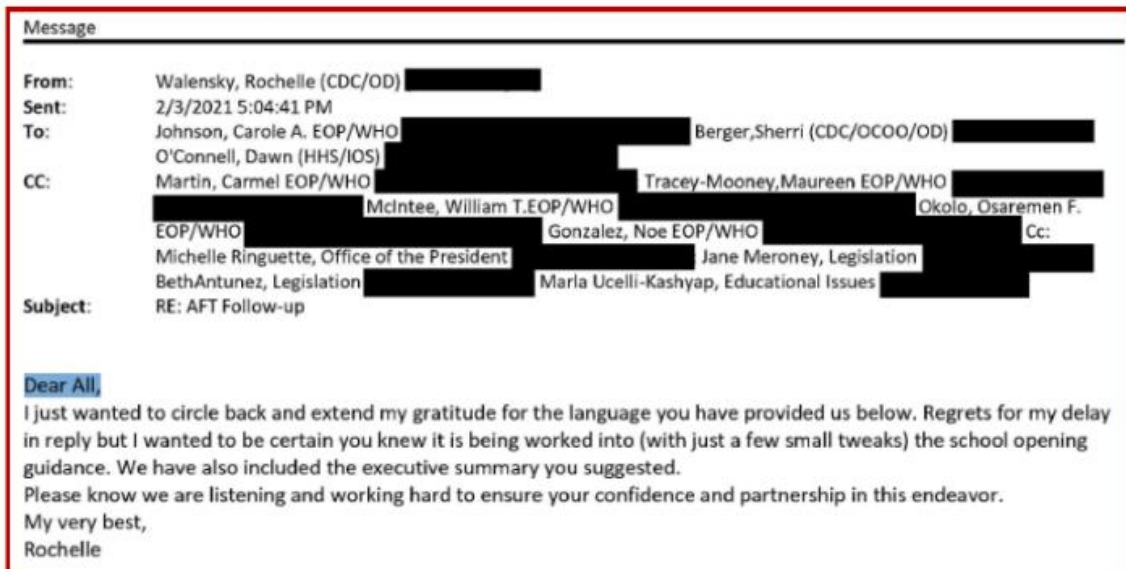 Message
From: Walensky, Rochelle (CDC/OD)
Sent: 2/3/2021 5:04:41 PM
To: Johnson, Carole A. EOP/WHO Berger,Sherri (CDC/OCOO/OD)
O'Connell, Dawn (HHS/IOS)
CC: Martin, Carmel EOP/WHO Tracey-Mooney,Maureen EOP/WHO
McIntee, William T.EOP/WHO Okolo, Osaremen F.
EOP/WHO Gonzalez, Noe EOP/WHO Cc:
Michelle Ringuette, Office of the President Jane Meroney, Legislation
BethAntunez, Legislation Marla Ucelli-Kashyap, Educational Issues
Subject: RE: AFT Follow-up
Dear All,
I just wanted to circle back and extend my gratitude for the language you have provided us below. Regrets for my delay
in reply but I wanted to be certain you knew it is being worked into (with just a few small tweaks) the school opening
guidance. We have also included the executive summary you suggested.
Please know we are listening and working hard to ensure your confidence and partnership in this endeavor.
My very best,
Rochelle